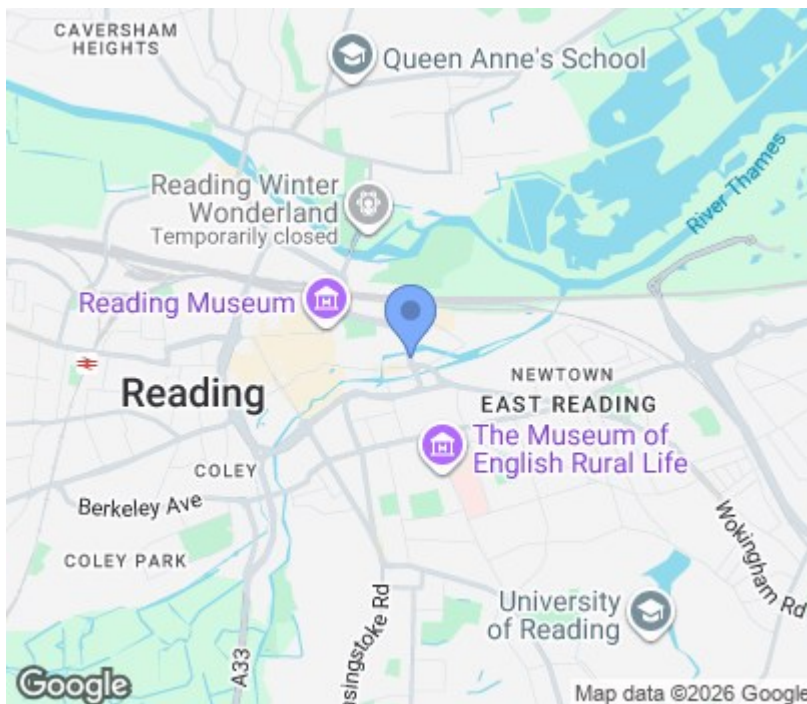 CAVERSHAM
HEIGHTS
Queen Anne's School
Reading Winter
Wonderland
Temporarily closed
River Thames
Reading Museum
Reading
NEWTOWN
EAST READING
The Museum of
English Rural Life
COLEY
Berkeley Ave
COLEY PARK
Wokingham Rd
University
of Reading
A33
singstoke Rd
Google
Map data ©2026 Google